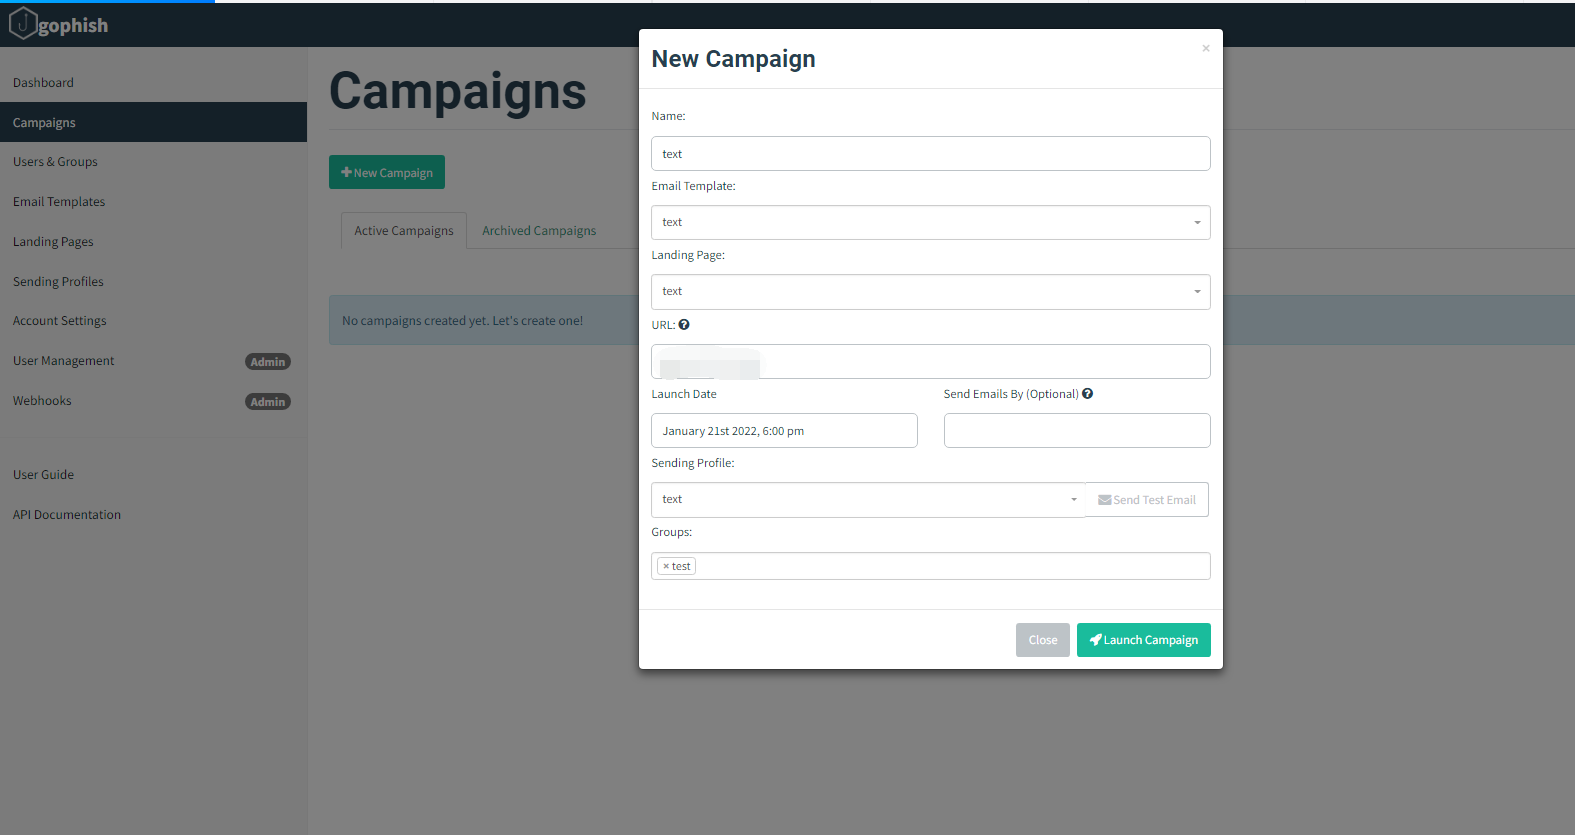 gophish
Dashboard
Campaigns
Users & Groups
Email Templates
Landing Pages
Sending Profiles
Account Settings
User Management Admin
Webhooks Admin
User Guide
API Documentation
Campaigns
New Campaign
Active Campaigns
Archived Campaigns
No campaigns created yet. Let's create one!
New Campaign
×
Name:
text
Email Template:
text
Landing Page:
text
URL:
Launch Date
January 21st 2022, 6:00 pm
Send Emails By (Optional)
Sending Profile:
text
Send Test Email
Groups:
× test
Close
Launch Campaign